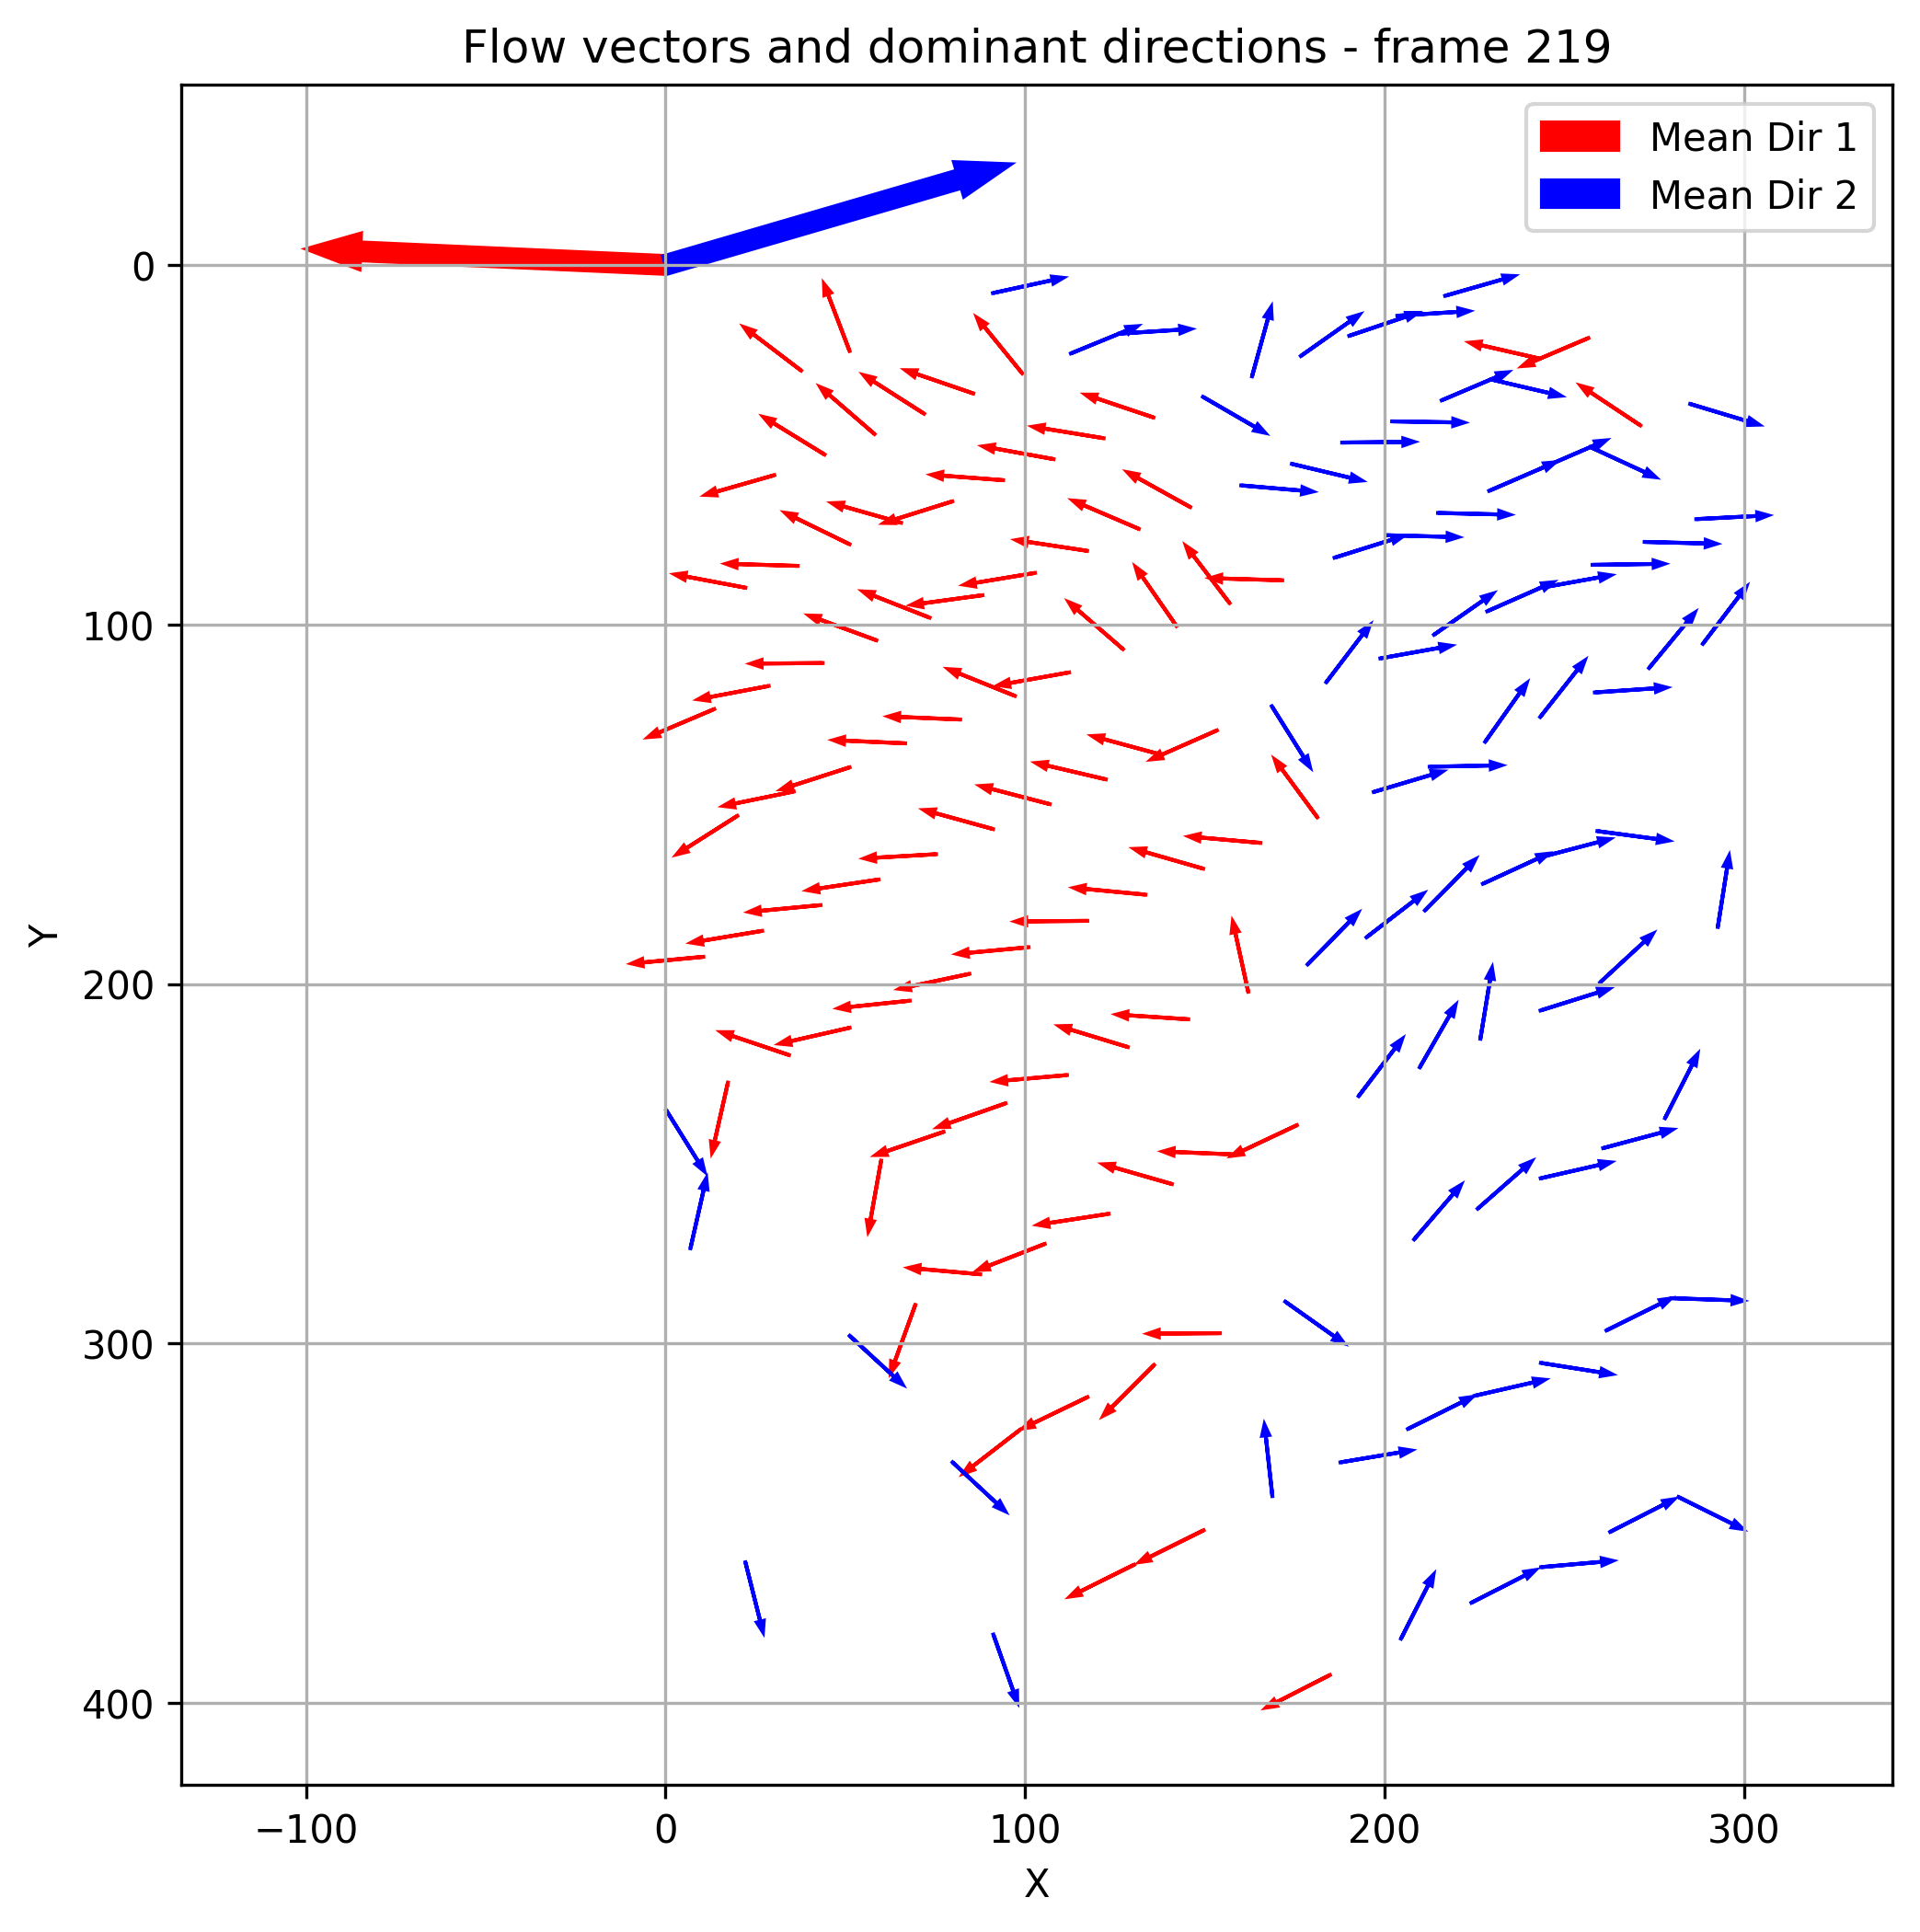 Flow vectors and dominant directions - frame 219
Mean Dir 1
Mean Dir 2
0
100
200
300
400
Y
−100
0
100
200
300
X